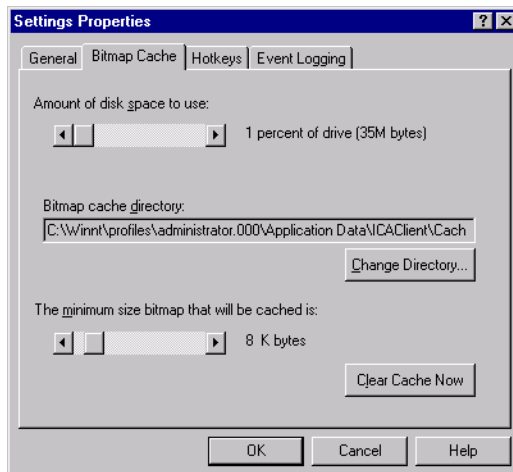 Settings Properties
General Bitmap Cache Hotkeys Event Logging
Amount of disk space to use:
1 percent of drive (35M bytes)
Bitmap cache directory:
C:\Winnt\profiles\administrator.000\Application Data\ICAClient\Cach
Change Directory...
The minimum size bitmap that will be cached is:
8 K bytes
Clear Cache Now
OK Cancel Help